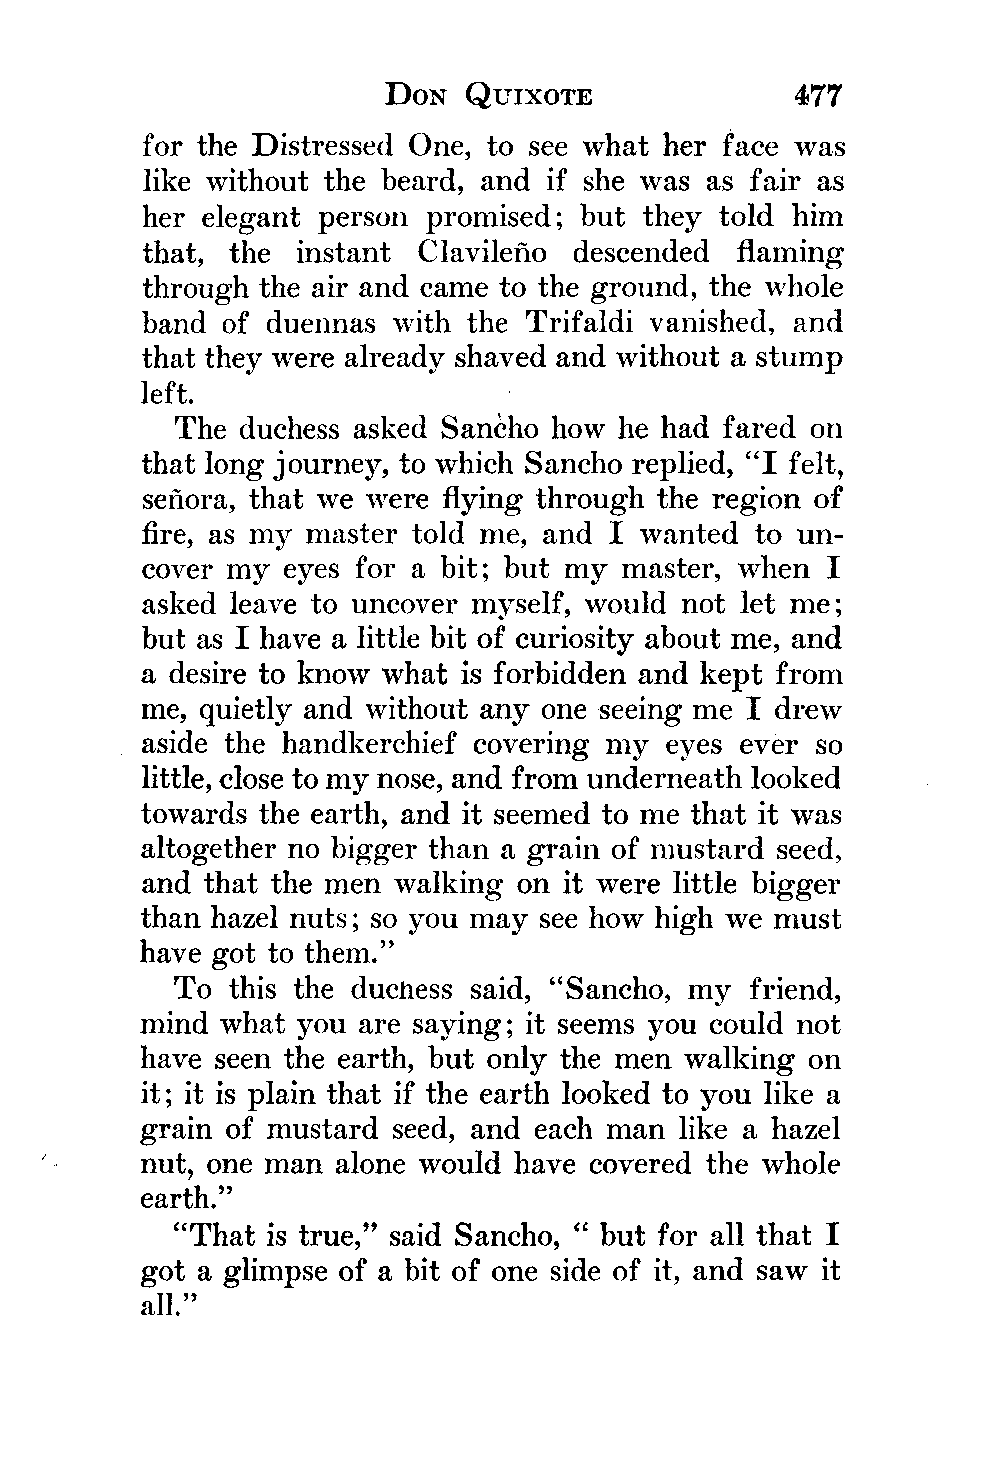 DON QUIXOTE 477
for the Distressed One, to see what her face was
like without the beard, and if she was as fair as
her elegant person promised; but they told him
that, the instant Clavileño descended flaming
through the air and came to the ground, the whole
band of duennas with the Trifaldi vanished, and
that they were already shaved and without a stump
left.
The duchess asked Sancho how he had fared on
that long journey, to which Sancho replied, “I felt,
señora, that we were flying through the region of
fire, as my master told me, and I wanted to un-
cover my eyes for a bit; but my master, when I
asked leave to uncover myself, would not let me;
but as I have a little bit of curiosity about me, and
a desire to know what is forbidden and kept from
me, quietly and without any one seeing me I drew
aside the handkerchief covering my eyes ever so
little, close to my nose, and from underneath looked
towards the earth, and it seemed to me that it was
altogether no bigger than a grain of mustard seed,
and that the men walking on it were little bigger
than hazel nuts; so you may see how high we must
have got to them.”
To this the duchess said, “Sancho, my friend,
mind what you are saying; it seems you could not
have seen the earth, but only the men walking on
it; it is plain that if the earth looked to you like a
grain of mustard seed, and each man like a hazel
nut, one man alone would have covered the whole
earth.”
“That is true,” said Sancho, “ but for all that I
got a glimpse of a bit of one side of it, and saw it
all.”